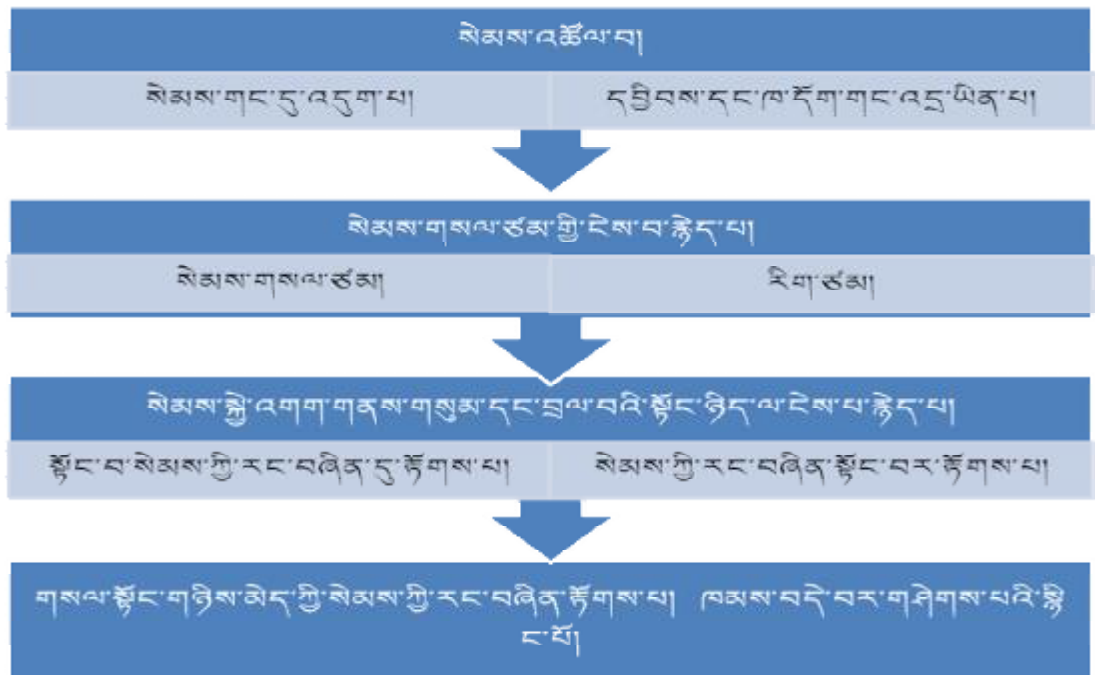 སེམས་འཚོལ་བ།
སེམས་གང་དུ་འདུག་པ།
དབྱིབས་དང་ཁ་དོག་གང་འདྲ་ཡིན་པ།
སེམས་གསལ་ཙམ་གྱི་ངེས་བ་རྙེད་པ།
སེམས་གསལ་ཙམ།
རིག་ཙམ།
སེམས་སྐྱེ་འགག་གནས་གསུམ་དང་བྲལ་བའི་སྟོང་ཉིད་ལ་ངེས་པ་རྙེད་པ།
སྟོང་བ་སེམས་ཀྱི་རང་བཞིན་དུ་རྟོགས་པ།
སེམས་ཀྱི་རང་བཞིན་སྟོང་བར་རྟོགས་པ།
གསལ་སྟོང་གཉིས་མེད་ཀྱི་སེམས་ཀྱི་རང་བཞིན་རྟོགས་པ། ཁམས་བདེ་བར་གཤེགས་པའི་སྙི
ང་པོ།